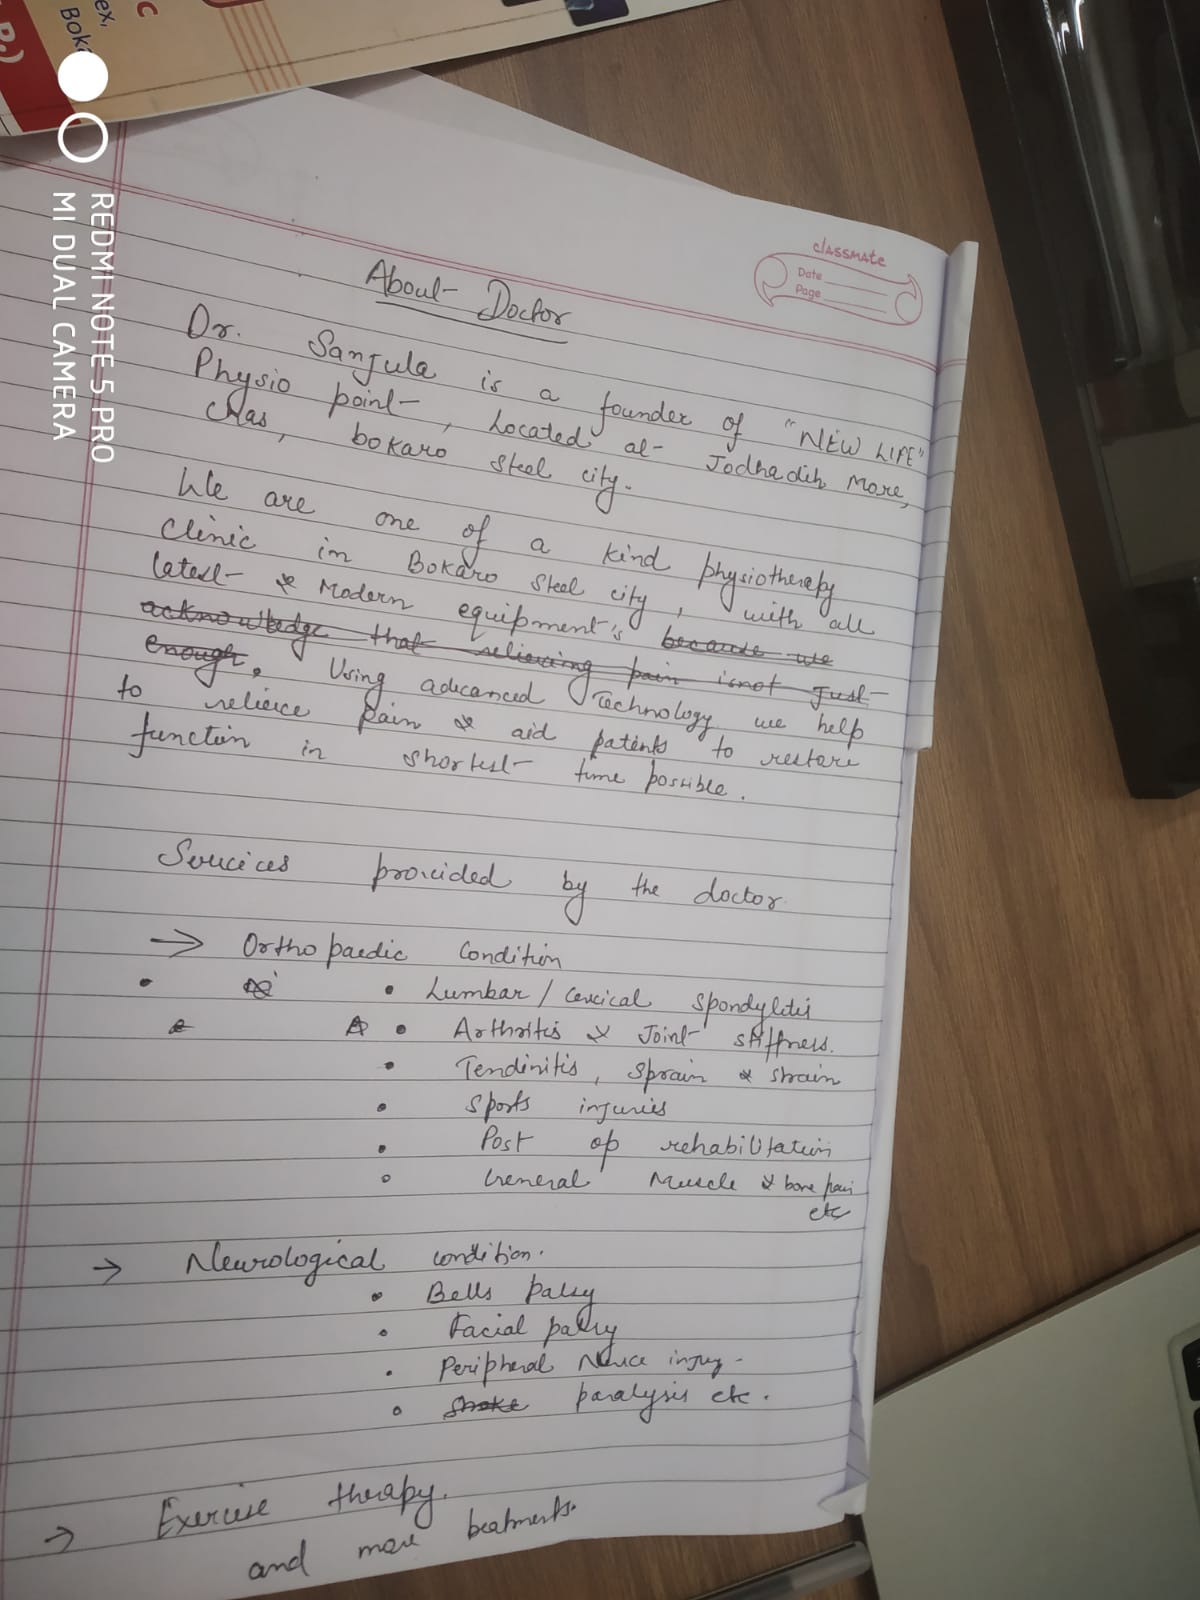 C
ex,
Bok
P.)
REDMI NOTE 5 PRO
MI DUAL CAMERA
classmate
Date
Page
About Doctor
Dr. Sanjula is a founder of "NEW LIFE"
Physio point, Located at Jodhadih More,
chas, bokaro steel city.
We are one of a kind physiotherapy
clinic in Bokaro steel city, with all
latest & Modern equipment's because we
acknowledge that relieving pain isnot just
enough. Using advanced Technology we help
to relieve pain & aid patents to restore
function in shortest time possible.
Services provided by the doctor
→ Orthopaedic Condition
• Lumbar / Cervical spondylitis
• Arthritis & Joint stiffness.
• Tendinitis, sprain & strain
• sports injuries
• Post op rehabilitation
• General Muscle & bone pain
etc
→ Neurological condition.
• Bells palsy
• Facial palsy
• Peripheral Nerve injury
• stroke paralysis etc.
→ Exercise therapy.
and more treatments.